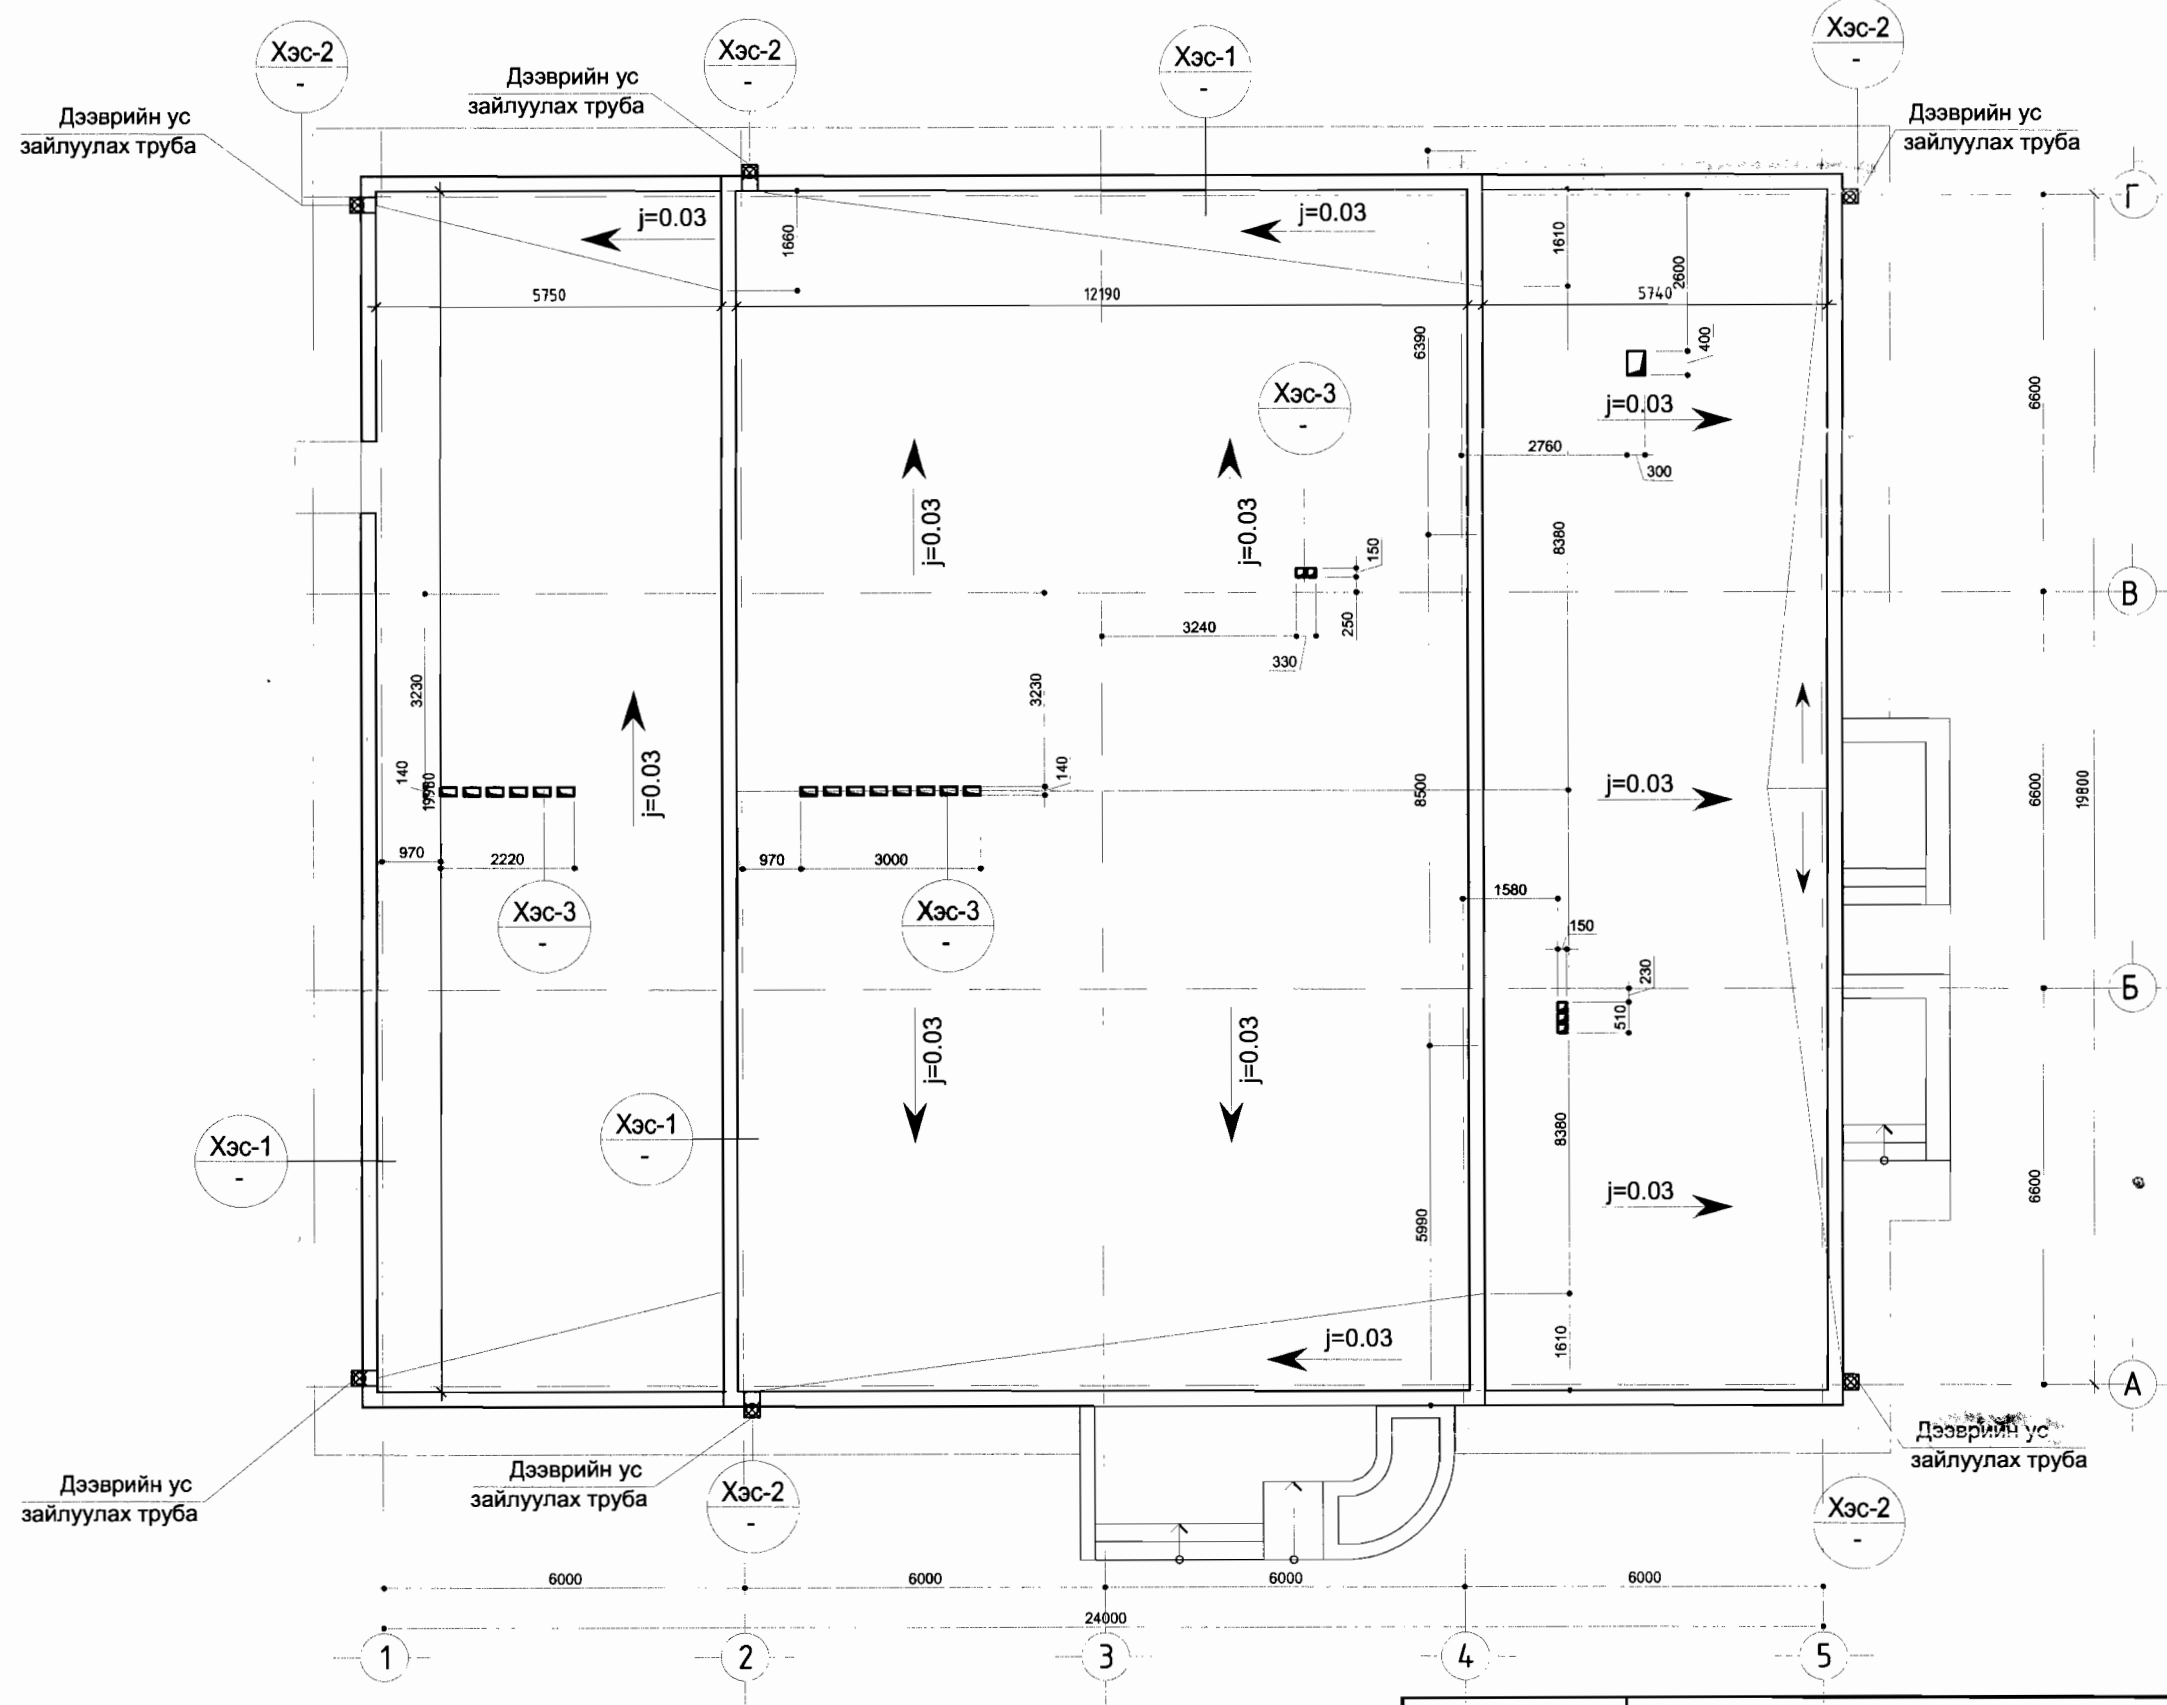 Хэс-2
-
Хэс-2
-
Хэс-1
-
Хэс-2
-
Дээврийн ус
зайлуулах труба
Дээврийн ус
зайлуулах труба
Дээврийн ус
зайлуулах труба
Г
j=0.03
j=0.03
1660
1610
2600
5750
12190
5740
6390
400
6600
Хэс-3
-
j=0.03
2760
300
j=0.03
j=0.03
8380
150
В
3240
250
330
3230
3230
j=0.03
140
19980
140
8500
j=0.03
6600
19800
970
2220
970
3000
1580
Хэс-3
-
Хэс-3
-
150
230
Б
510
j=0.03
j=0.03
Хэс-1
-
Хэс-1
-
8380
5990
j=0.03
6600
j=0.03
1610
А
Дээврийн ус
зайлуулах труба
Дээврийн ус
зайлуулах труба
Хэс-2
-
Дээврийн ус
зайлуулах труба
Хэс-2
-
6000
6000
6000
6000
24000
1
2
3
4
5